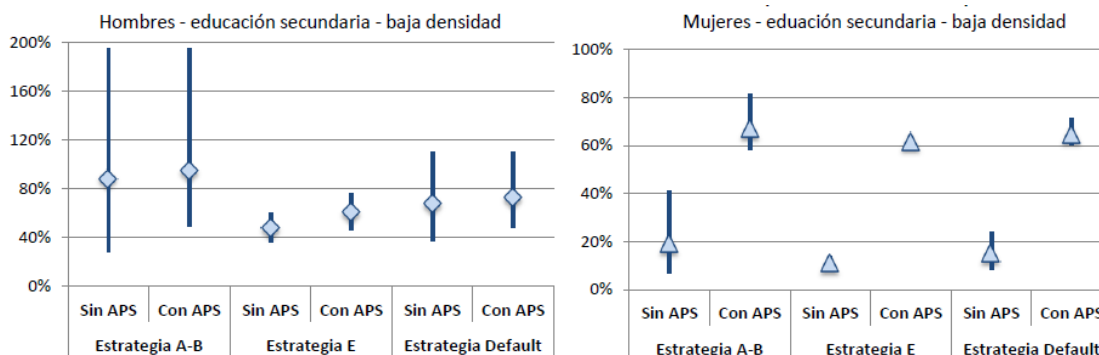 Hombres - educación secundaria - baja densidad
200%
160%
120%
80%
40%
0%
Sin APS Con APS Sin APS Con APS Sin APS Con APS
Estrategia A-B Estrategia E Estrategia Default
Mujeres - eduación secundaria - baja densidad
100%
80%
60%
40%
20%
0%
Sin APS Con APS Sin APS Con APS Sin APS Con APS
Estrategia A-B Estrategia E Estrategia Default